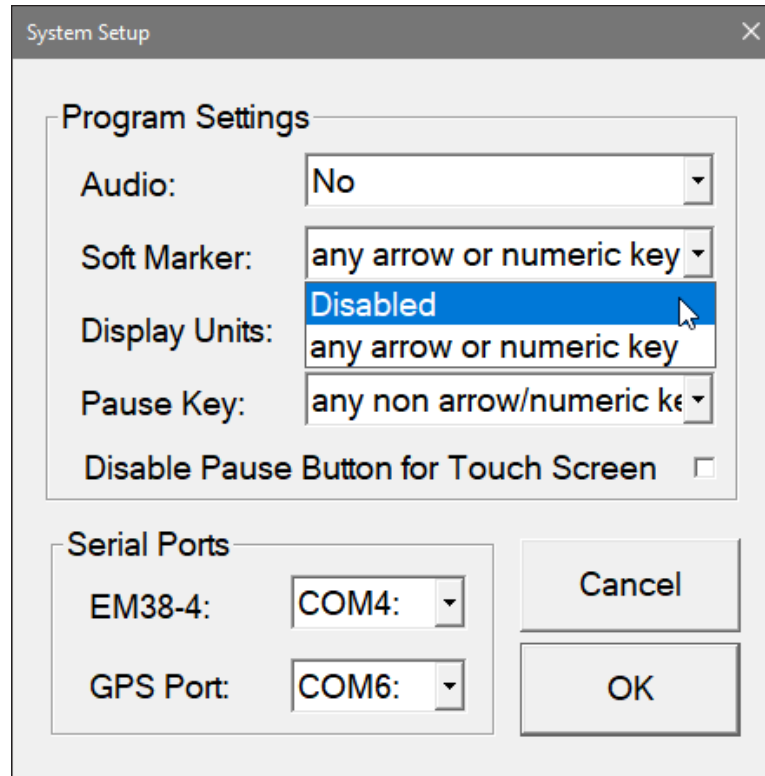 System Setup
Program Settings
Audio: No
Soft Marker: any arrow or numeric key
Disabled
Display Units:
any arrow or numeric key
Pause Key: any non arrow/numeric ke
Disable Pause Button for Touch Screen
Serial Ports
EM38-4: COM4:
GPS Port: COM6:
Cancel
OK